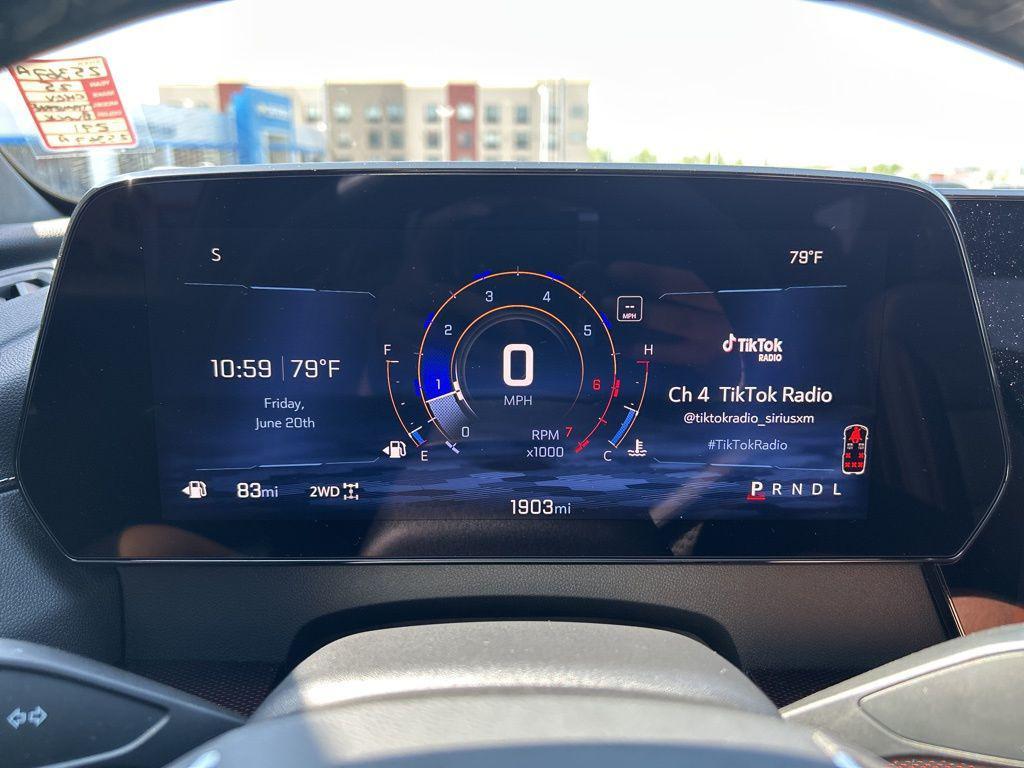 S
79°F
3 4
2 5
1 6
0 7
-- MPH
F
E
H
C
0
MPH
RPM
x1000
10:59 79°F
Friday,
June 20th
TikTok
RADIO
Ch 4 TikTok Radio
@tiktokradio_siriusxm
#TikTokRadio
83mi 2WD
1903mi
P R N D L